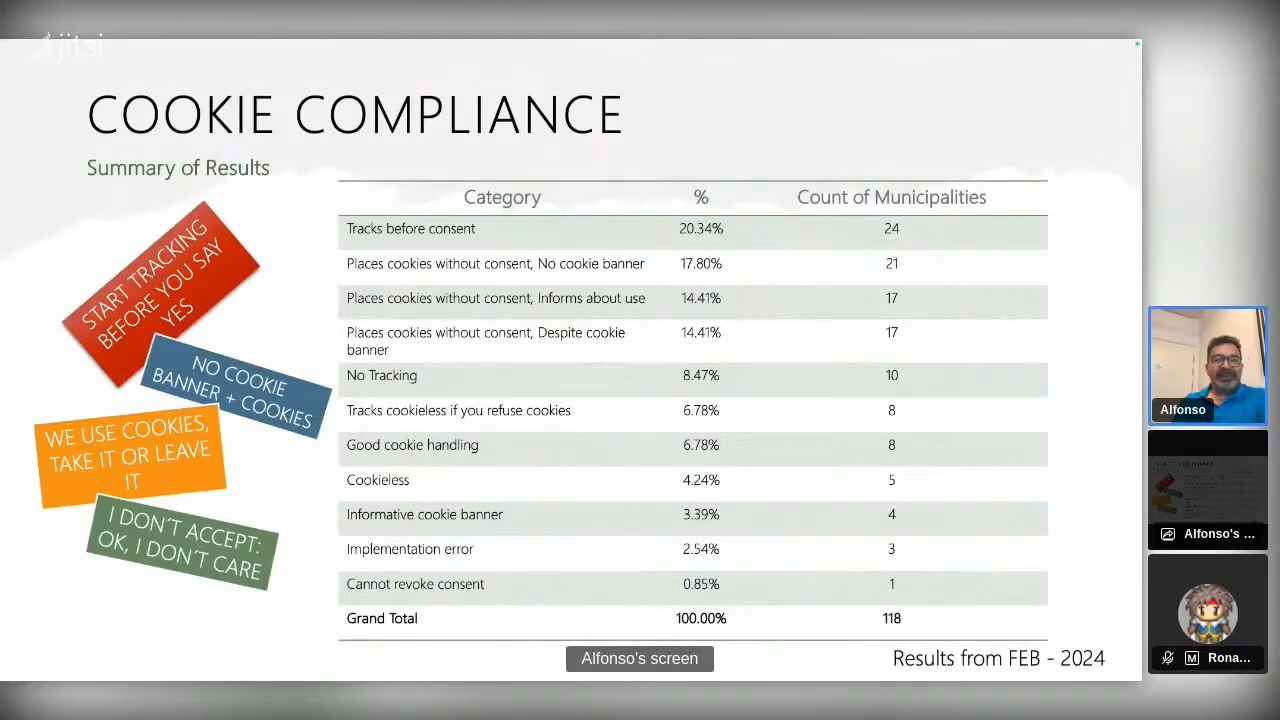 jitsi
COOKIE COMPLIANCE
Summary of Results
START TRACKING
BEFORE YOU SAY
YES
NO COOKIE
BANNER + COOKIES
WE USE COOKIES,
TAKE IT OR LEAVE
IT
I DON´T ACCEPT:
OK, I DON´T CARE
Category % Count of Municipalities
Tracks before consent 20.34% 24
Places cookies without consent, No cookie banner 17.80% 21
Places cookies without consent, Informs about use 14.41% 17
Places cookies without consent, Despite cookie
banner 14.41% 17
No Tracking 8.47% 10
Tracks cookieless if you refuse cookies 6.78% 8
Good cookie handling 6.78% 8
Cookieless 4.24% 5
Informative cookie banner 3.39% 4
Implementation error 2.54% 3
Cannot revoke consent 0.85% 1
Grand Total 100.00% 118
Results from FEB - 2024
Alfonso's screen
Alfonso
Alfonso's ...
M Rona...